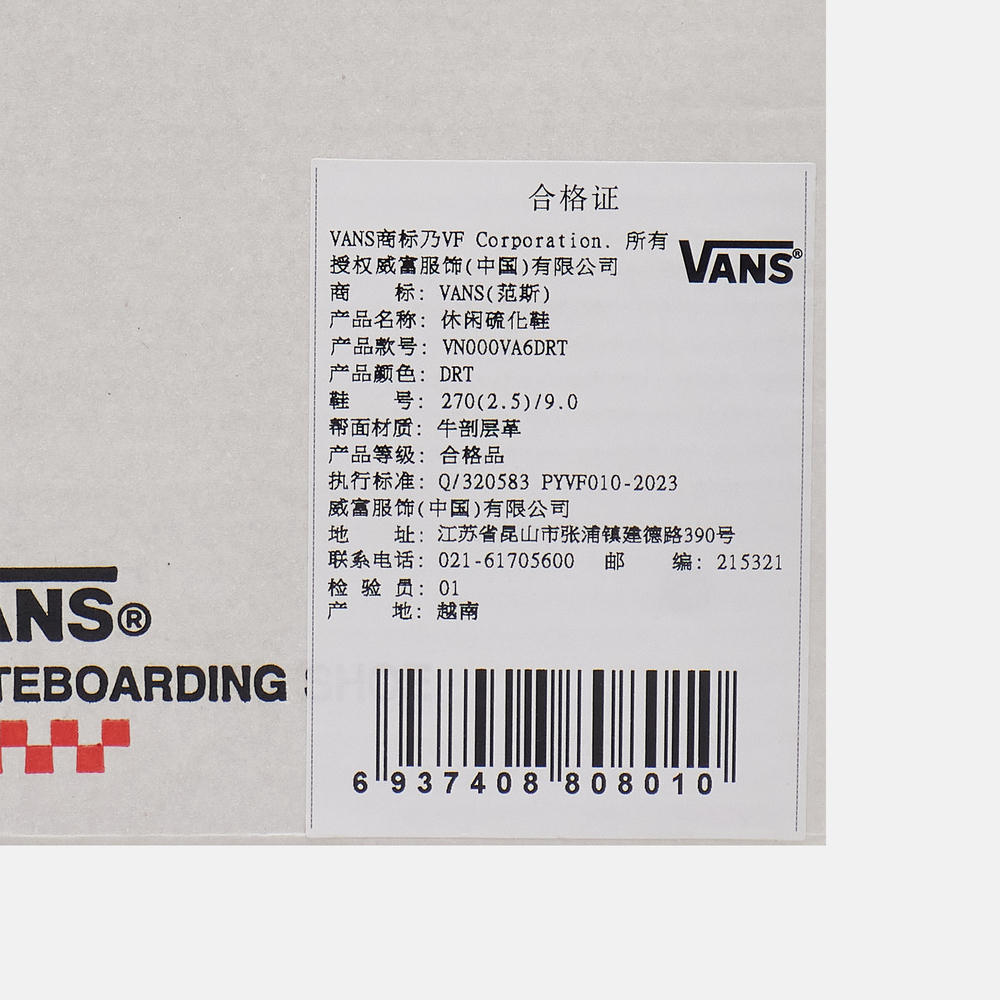 合格证
VANS商标乃VF Corporation. 所有
授权威富服饰(中国)有限公司
VANS®
商 标: VANS(范斯)
产品名称: 休闲硫化鞋
产品款号: VN000VA6DRT
产品颜色: DRT
鞋 号: 270(2.5)/9.0
帮面材质: 牛剖层革
产品等级: 合格品
执行标准: Q/320583 PYVF010-2023
威富服饰(中国)有限公司
地 址: 江苏省昆山市张浦镇建德路390号
联系电话: 021-61705600 邮 编: 215321
检 验 员: 01
产 地: 越南
6 937408 808010
ANS®
TEBOARDING SHOES